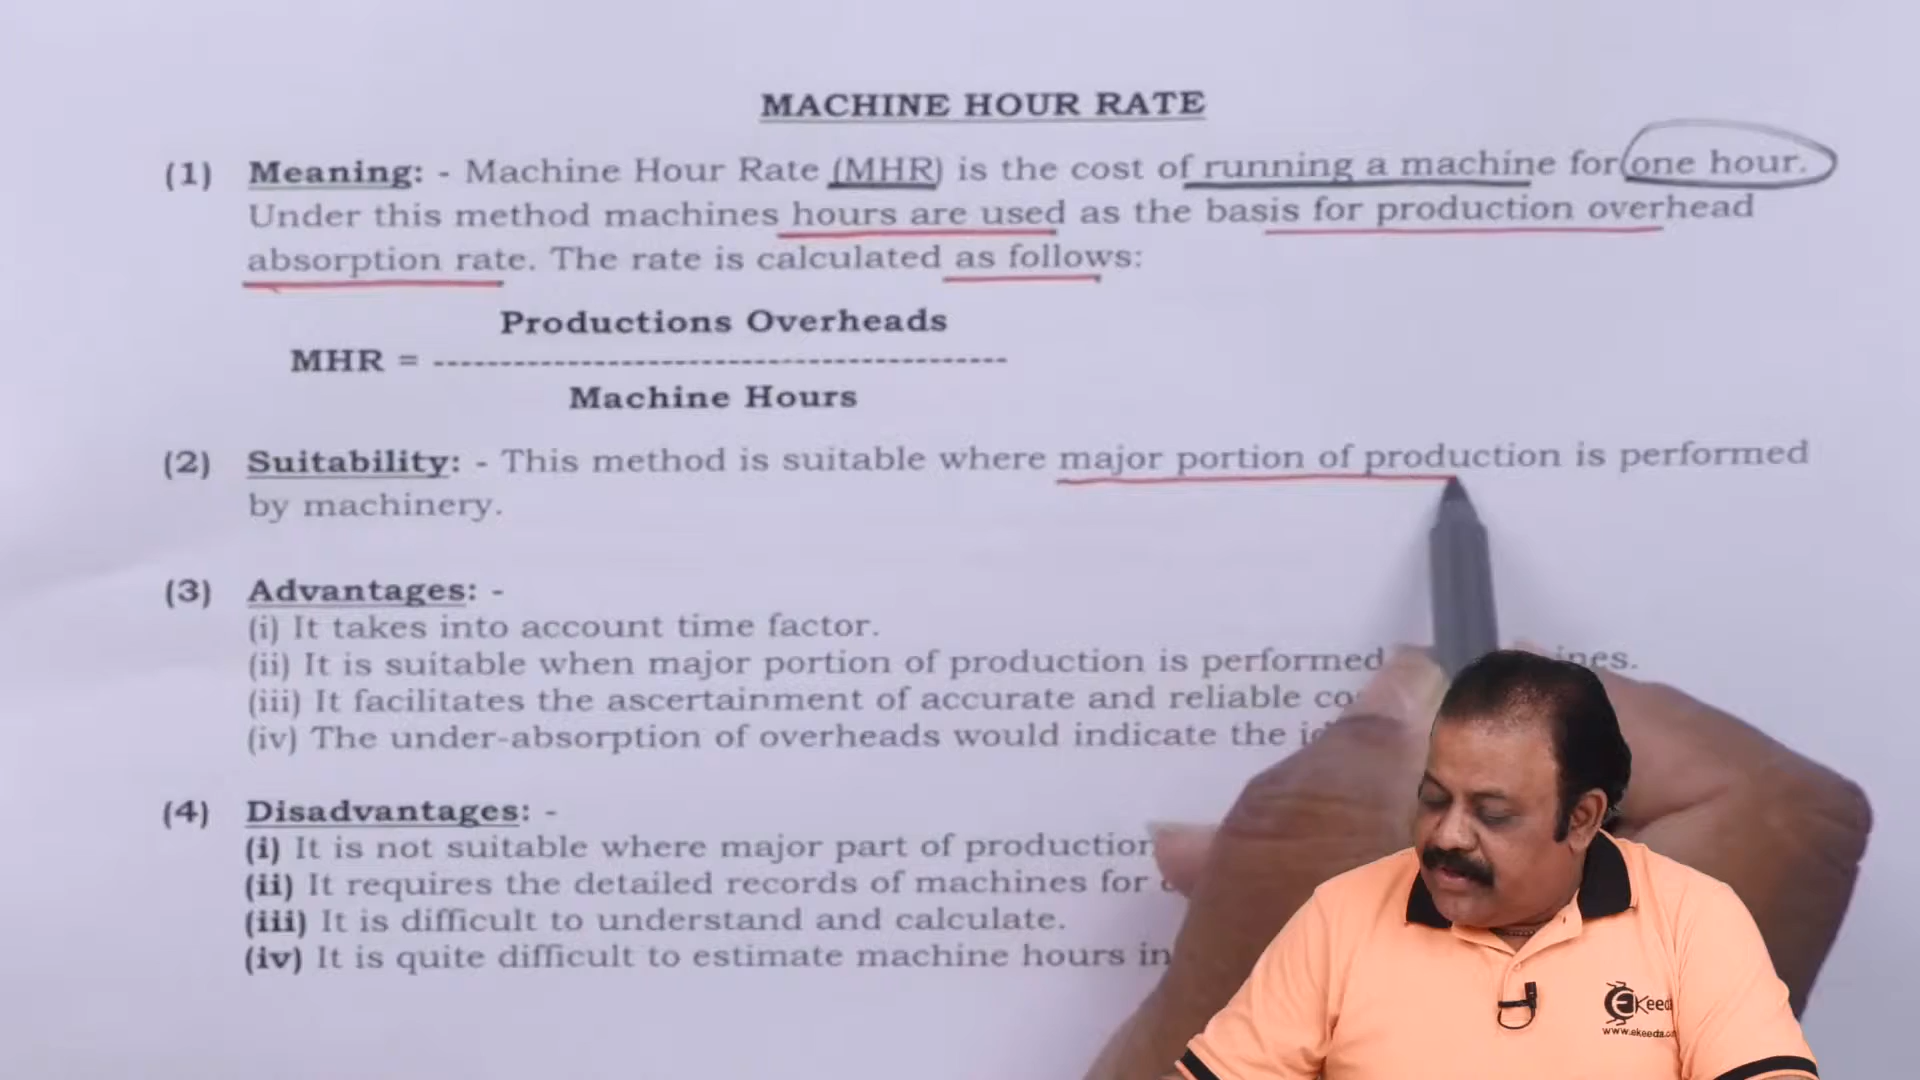 MACHINE HOUR RATE
(1) Meaning: - Machine Hour Rate (MHR) is the cost of running a machine for one hour.
Under this method machines hours are used as the basis for production overhead
absorption rate. The rate is calculated as follows:
Productions Overheads
MHR = --------------------------------------------
Machine Hours
(2) Suitability: - This method is suitable where major portion of production is performed
by machinery.
(3) Advantages: -
(i) It takes into account time factor.
(ii) It is suitable when major portion of production is performed
(iii) It facilitates the ascertainment of accurate and reliable
(iv) The under-absorption of overheads would indicate the
(4) Disadvantages: -
(i) It is not suitable where major part of production
(ii) It requires the detailed records of machines for
(iii) It is difficult to understand and calculate.
(iv) It is quite difficult to estimate machine hours in